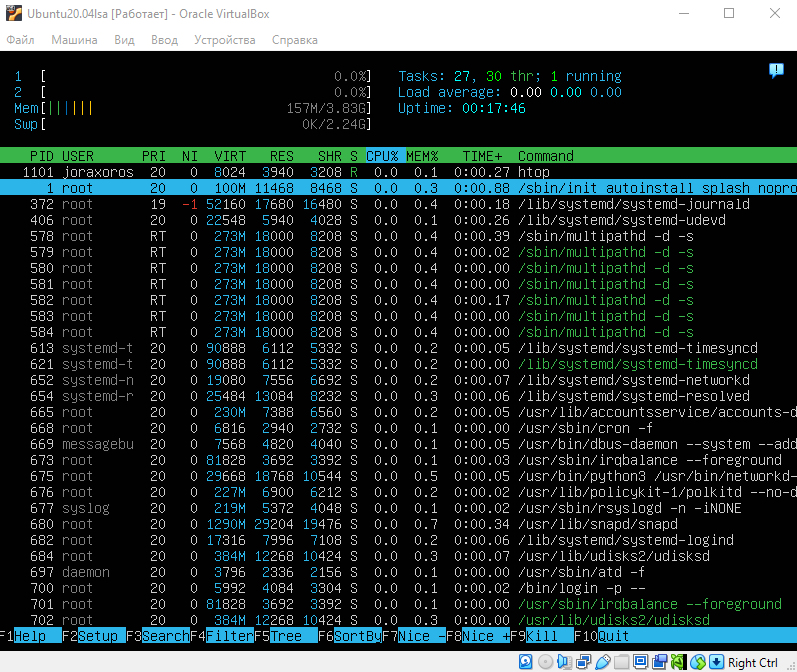 Ubuntu20.04lsa [Работает] - Oracle VirtualBox
Файл Машина Вид Ввод Устройства Справка
1 [ 0.0%] Tasks: 27, 30 thr; 1 running
2 [ 0.0%] Load average: 0.00 0.00 0.00
Mem[|||||| 157M/3.83G] Uptime: 00:17:46
Swp[ 0K/2.24G]
PID USER PRI NI VIRT RES SHR S CPU% MEM% TIME+ Command
1101 joraxoros 20 0 8024 3940 3208 R 0.0 0.1 0:00.27 htop
1 root 20 0 100M 11468 8468 S 0.0 0.3 0:00.88 /sbin/init autoinstall splash nopro
372 root 19 -1 52160 17680 16480 S 0.0 0.4 0:00.18 /lib/systemd/systemd-journald
406 root 20 0 22548 5940 4028 S 0.0 0.1 0:00.26 /lib/systemd/systemd-udevd
578 root RT 0 273M 18000 8208 S 0.0 0.4 0:00.39 /sbin/multipathd -d -s
579 root RT 0 273M 18000 8208 S 0.0 0.4 0:00.02 /sbin/multipathd -d -s
580 root RT 0 273M 18000 8208 S 0.0 0.4 0:00.00 /sbin/multipathd -d -s
581 root RT 0 273M 18000 8208 S 0.0 0.4 0:00.00 /sbin/multipathd -d -s
582 root RT 0 273M 18000 8208 S 0.0 0.4 0:00.17 /sbin/multipathd -d -s
583 root RT 0 273M 18000 8208 S 0.0 0.4 0:00.00 /sbin/multipathd -d -s
584 root RT 0 273M 18000 8208 S 0.0 0.4 0:00.00 /sbin/multipathd -d -s
613 systemd-t 20 0 90888 6112 5332 S 0.0 0.2 0:00.05 /lib/systemd/systemd-timesyncd
621 systemd-t 20 0 90888 6112 5332 S 0.0 0.2 0:00.00 /lib/systemd/systemd-timesyncd
652 systemd-n 20 0 19080 7556 6692 S 0.0 0.2 0:00.07 /lib/systemd/systemd-networkd
654 systemd-r 20 0 25484 13084 8232 S 0.0 0.3 0:00.06 /lib/systemd/systemd-resolved
665 root 20 0 230M 7388 6560 S 0.0 0.2 0:00.05 /usr/lib/accountsservice/accounts-d
668 root 20 0 6816 2940 2732 S 0.0 0.1 0:00.00 /usr/sbin/cron -f
669 messagebu 20 0 7568 4820 4040 S 0.0 0.1 0:00.05 /usr/bin/dbus-daemon --system --add
673 root 20 0 81828 3692 3392 S 0.0 0.1 0:00.03 /usr/sbin/irqbalance --foreground
675 root 20 0 29668 18768 10544 S 0.0 0.5 0:00.05 /usr/bin/python3 /usr/bin/networkd-
676 root 20 0 227M 6900 6212 S 0.0 0.2 0:00.02 /usr/lib/policykit-1/polkitd --no-d
677 syslog 20 0 219M 5372 4048 S 0.0 0.1 0:00.02 /usr/sbin/rsyslogd -n -iNONE
680 root 20 0 1290M 29204 19476 S 0.0 0.7 0:00.34 /usr/lib/snapd/snapd
682 root 20 0 17316 7996 7108 S 0.0 0.2 0:00.06 /lib/systemd/systemd-logind
684 root 20 0 384M 12268 10424 S 0.0 0.3 0:00.07 /usr/lib/udisks2/udisksd
697 daemon 20 0 3796 2336 2156 S 0.0 0.1 0:00.00 /usr/sbin/atd -f
700 root 20 0 5992 4084 3304 S 0.0 0.1 0:00.02 /bin/login -p --
701 root 20 0 81828 3692 3392 S 0.0 0.1 0:00.00 /usr/sbin/irqbalance --foreground
702 root 20 0 384M 12268 10424 S 0.0 0.3 0:00.00 /usr/lib/udisks2/udisksd
F1Help F2Setup F3SearchF4FilterF5Tree F6SortByF7Nice -F8Nice +F9Kill F10Quit
Right Ctrl